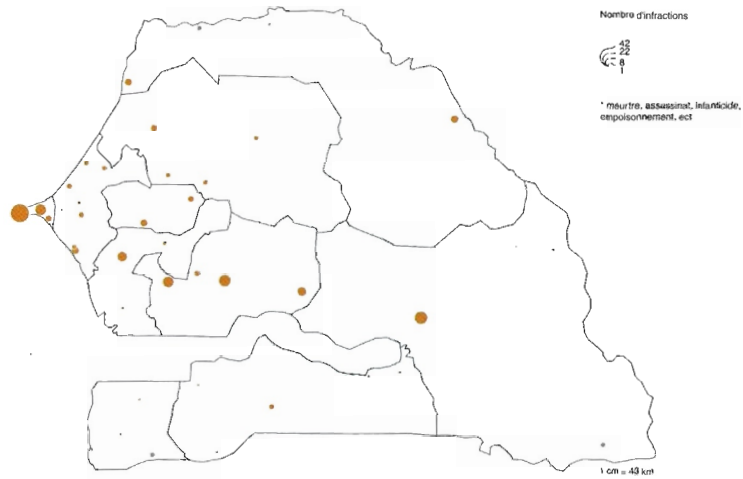 Nombre d'infractions
42
22
8
1
* meurtre, assassinat, infanticide,
empoisonnement, ect
1 cm = 43 km